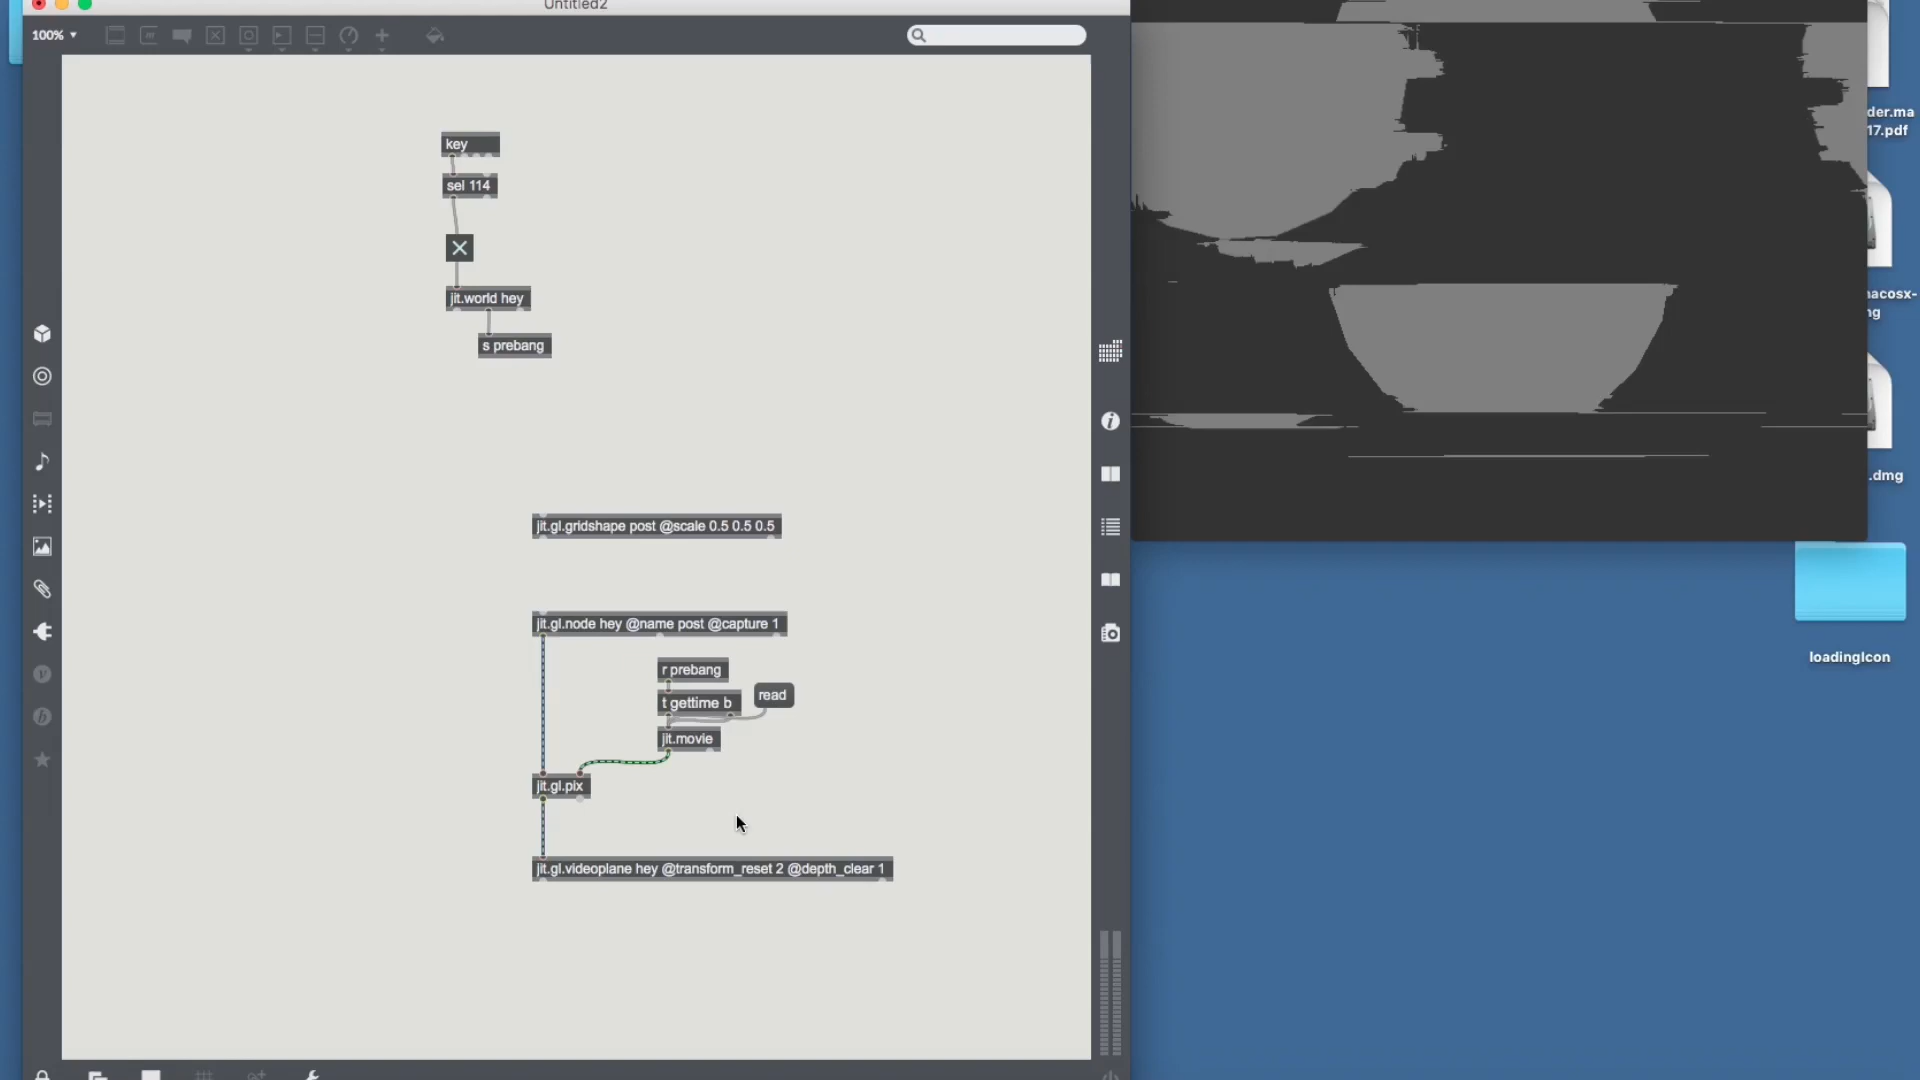 Untitled2
100%
key
sel 114
jit.world hey
s prebang
jit.gl.gridshape post @scale 0.5 0.5 0.5
jit.gl.node hey @name post @capture 1
r prebang
t gettime b
read
jit.movie
jit.gl.pix
jit.gl.videoplane hey @transform_reset 2 @depth_clear 1
der.ma
17.pdf
acosx-
ng
.dmg
loadingIcon